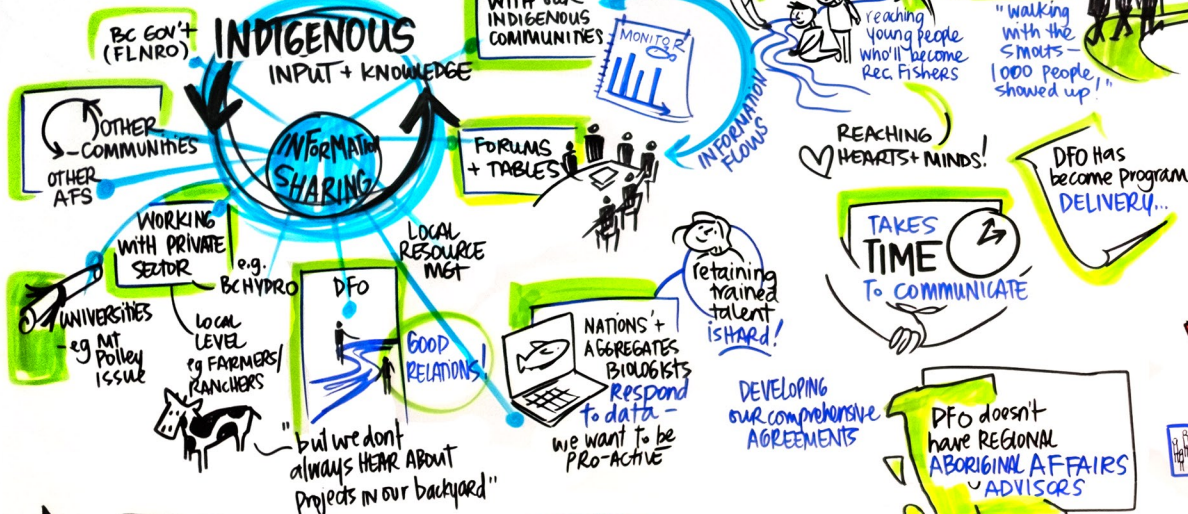 BC GOV'T
(FLNRO)
INDIGENOUS
INPUT + KNOWLEDGE
INFORMATION
SHARING
OTHER
COMMUNITIES
OTHER
AFS
WORKING
WITH PRIVATE
SECTOR
e.g.
BC HYDRO
UNIVERSITIES
- eg MT
Polley
ISSUE
LOCAL
LEVEL
eg FARMERS/
RANCHERS
DFO
GOOD
RELATIONS!
"but we don't
always HEAR ABOUT
projects IN our backyard"
LOCAL
RESOURCE
MGT
WITH OUR
INDIGENOUS
COMMUNITIES
FORUMS
+ TABLES
MONITOR
INFORMATION
FLOWS
NATIONS' +
AGGREGATES
BIOLOGISTS
Respond
to data -
we want to be
PRO-ACTIVE
retaining
trained
talent
is HARD!
DEVELOPING
our comprehensive
AGREEMENTS
reaching
young people
who'll become
Rec. Fishers
"walking
with the
smolts -
1000 people
showed up!"
REACHING
HEARTS + MINDS!
TAKES
TIME
TO COMMUNICATE
DFO Has
become program
DELIVERY...
DFO doesn't
have REGIONAL
ABORIGINAL AFFAIRS
ADVISORS